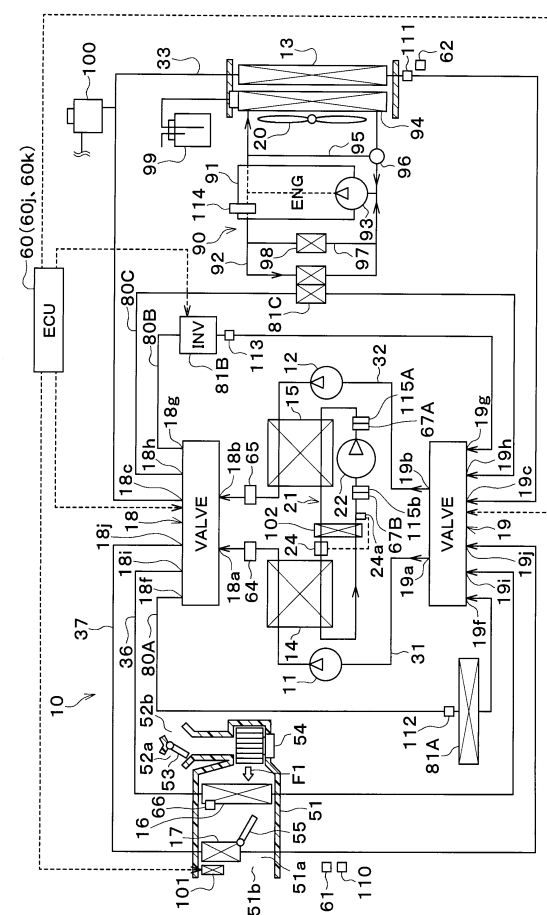 60(60j、60k)
ECU
100
10
37
36
80A
80B
80C
33
99
52b
52a
53
54
F1
66
16
17
55
51
51a
51b
101
61
110
18f
18i
18j
18
18c
18h
18g
VALVE
18a
18b
64
65
INV
81B
113
81C
92
90
98
97
114
91
ENG
93
95
96
20
94
13
111
62
14
24
102
21
15
11
12
22
24a
67B
115b
67A
115A
31
32
112
81A
19a
19b
VALVE
19f
19i
19j
19
19c
19h
19g